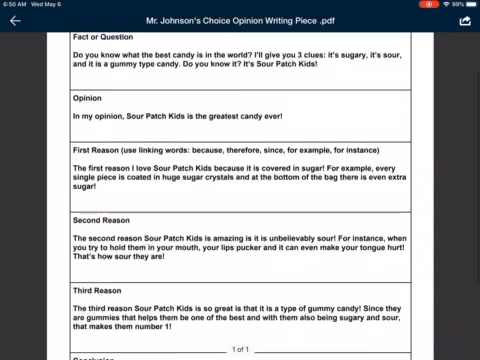 6:50 AM Wed May 6
99%
Mr. Johnson's Choice Opinion Writing Piece .pdf
Fact or Question
Do you know what the best candy is in the world? I'll give you 3 clues: it's sugary, it's sour,
and it is a gummy type candy. Do you know it? It's Sour Patch Kids!
Opinion
In my opinion, Sour Patch Kids is the greatest candy ever!
First Reason (use linking words: because, therefore, since, for example, for instance)
The first reason I love Sour Patch Kids because it is covered in sugar! For example, every
single piece is coated in huge sugar crystals and at the bottom of the bag there is even extra
sugar!
Second Reason
The second reason Sour Patch Kids is amazing is it is unbelievably sour! For instance, when
you try to hold them in your mouth, your lips pucker and it can even make your tongue hurt!
That's how sour they are!
Third Reason
The third reason Sour Patch Kids is so great is that it is a type of gummy candy! Since they
are gummies that helps them be one of the best and with them also being sugary and sour,
that makes them number 1!
1 of 1
Conclusion